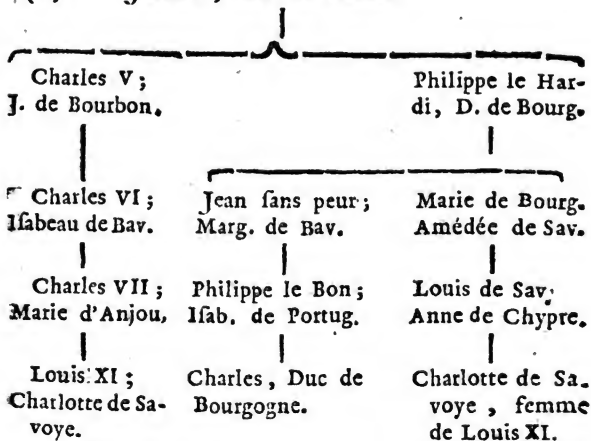 Charles V ;
J. de Bourbon.
Philippe le Har-
di, D. de Bourg.
Charles VI ;
Isabeau de Bav.
Jean sans peur ;
Marg. de Bav.
Marie de Bourg.
Amédée de Sav.
Charles VII ;
Marie d'Anjou,
Philippe le Bon ;
Isab. de Portug.
Louis de Sav.
Anne de Chypre.
Louis XI ;
Charlotte de Sa-
voye.
Charles, Duc de
Bourgogne.
Charlotte de Sa-
voye, femme
de Louis XI.